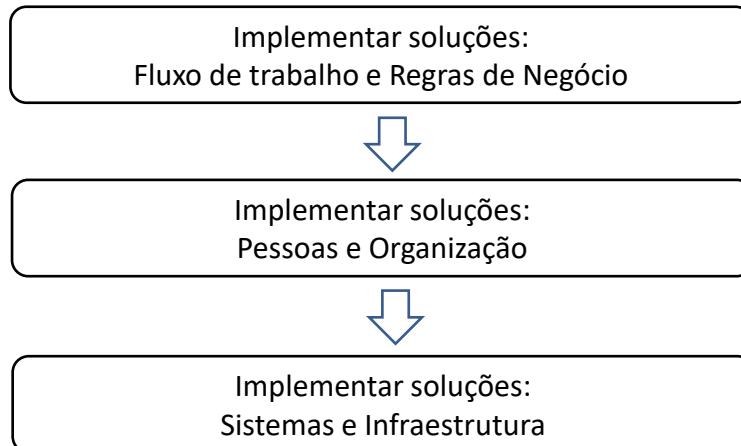 Implementar soluções:
Fluxo de trabalho e Regras de Negócio
Implementar soluções:
Pessoas e Organização
Implementar soluções:
Sistemas e Infraestrutura